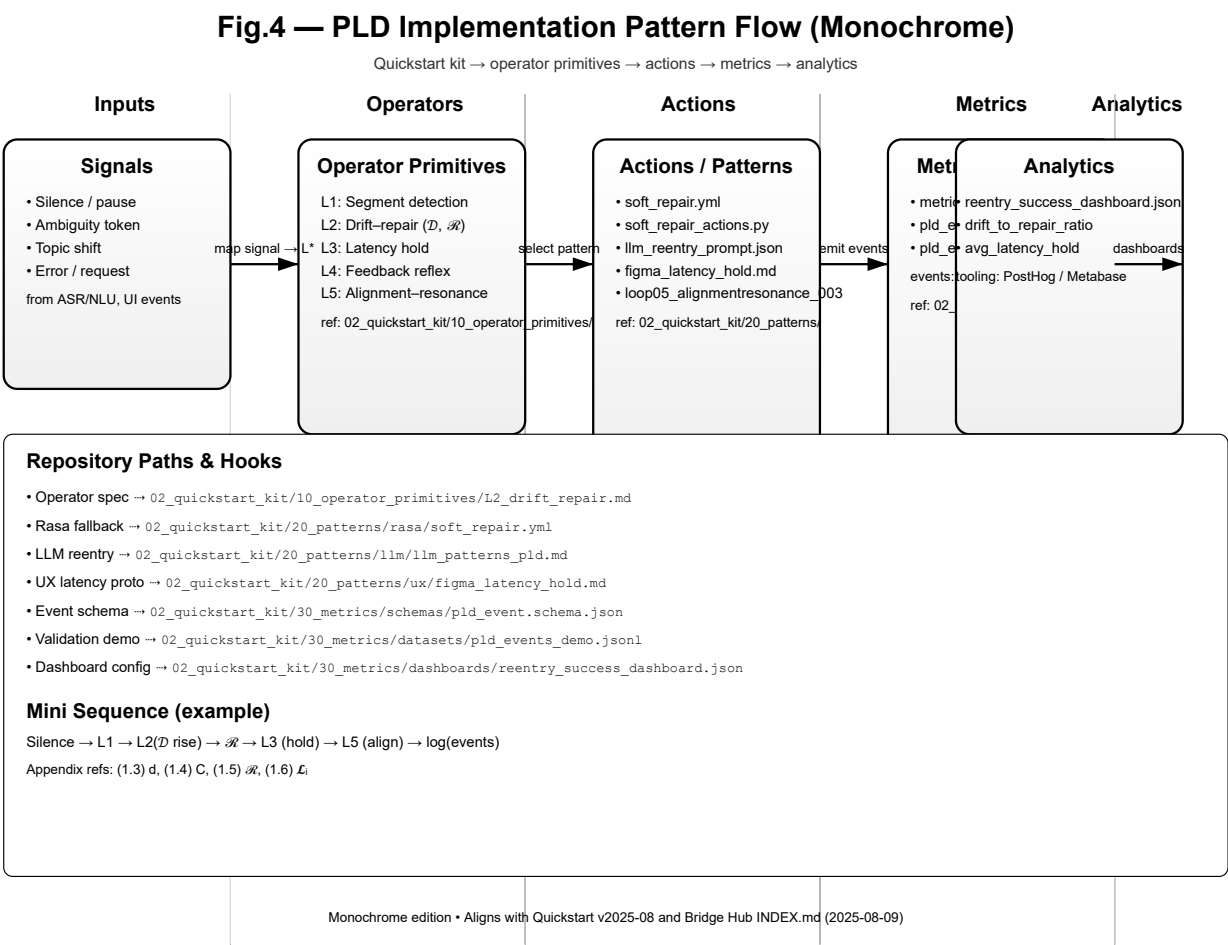 Fig.4 — PLD Implementation Pattern Flow (Monochrome)
Quickstart kit → operator primitives → actions → metrics → analytics
Inputs
Operators
Actions
Metrics
Analytics
Signals
• Silence / pause
• Ambiguity token
• Topic shift
• Error / request
from ASR/NLU, UI events
map signal → L*
Operator Primitives
L1: Segment detection
L2: Drift–repair (𝒟, ℛ)
L3: Latency hold
L4: Feedback reflex
L5: Alignment–resonance
ref: 02_quickstart_kit/10_operator_primitives/
select pattern
Actions / Patterns
• soft_repair.yml
• soft_repair_actions.py
• llm_reentry_prompt.json
• figma_latency_hold.md
• loop05_alignmentresonance_003
ref: 02_quickstart_kit/20_patterns/
emit events
events:
ref: 02_
Analytics
• reentry_success_dashboard.json
• drift_to_repair_ratio
• avg_latency_hold
tooling: PostHog / Metabase
dashboards
Repository Paths & Hooks
• Operator spec ⇢ 02_quickstart_kit/10_operator_primitives/L2_drift_repair.md
• Rasa fallback ⇢ 02_quickstart_kit/20_patterns/rasa/soft_repair.yml
• LLM reentry ⇢ 02_quickstart_kit/20_patterns/llm/llm_patterns_pld.md
• UX latency proto ⇢ 02_quickstart_kit/20_patterns/ux/figma_latency_hold.md
• Event schema ⇢ 02_quickstart_kit/30_metrics/schemas/pld_event.schema.json
• Validation demo ⇢ 02_quickstart_kit/30_metrics/datasets/pld_events_demo.jsonl
• Dashboard config ⇢ 02_quickstart_kit/30_metrics/dashboards/reentry_success_dashboard.json
Mini Sequence (example)
Silence → L1 → L2(𝒟 rise) → ℛ → L3 (hold) → L5 (align) → log(events)
Appendix refs: (1.3) d, (1.4) C, (1.5) ℛ, (1.6) 𝓛ᵢ
Monochrome edition • Aligns with Quickstart v2025-08 and Bridge Hub INDEX.md (2025-08-09)